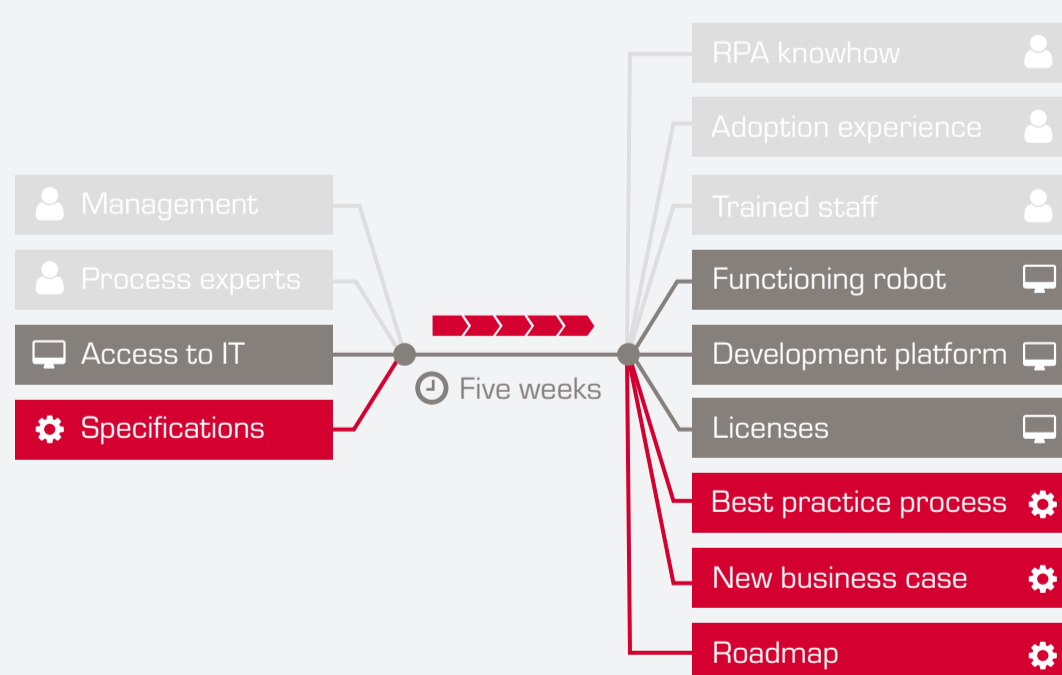 Management
Process experts
Access to IT
Specifications
Five weeks
RPA knowhow
Adoption experience
Trained staff
Functioning robot
Development platform
Licenses
Best practice process
New business case
Roadmap